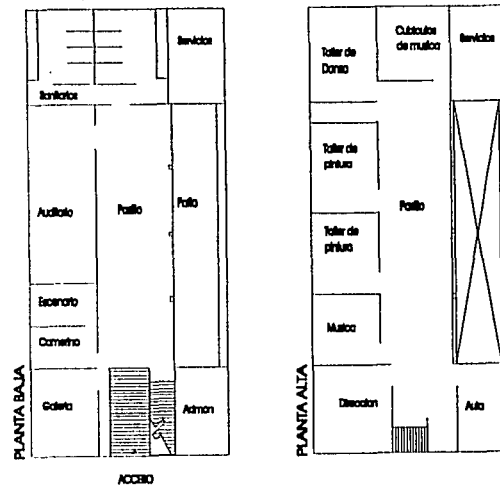 Servicios
Sanitarios
Auditorio
Pasillo
Patio
Escenario
Camerino
Galeria
Admon
PLANTA BAJA
ACCESO
Taller de
Danza
Cubiculos
de musica
Servicios
Taller de
pintura
Pasillo
Taller de
pintura
Musica
Direccion
Aula
PLANTA ALTA